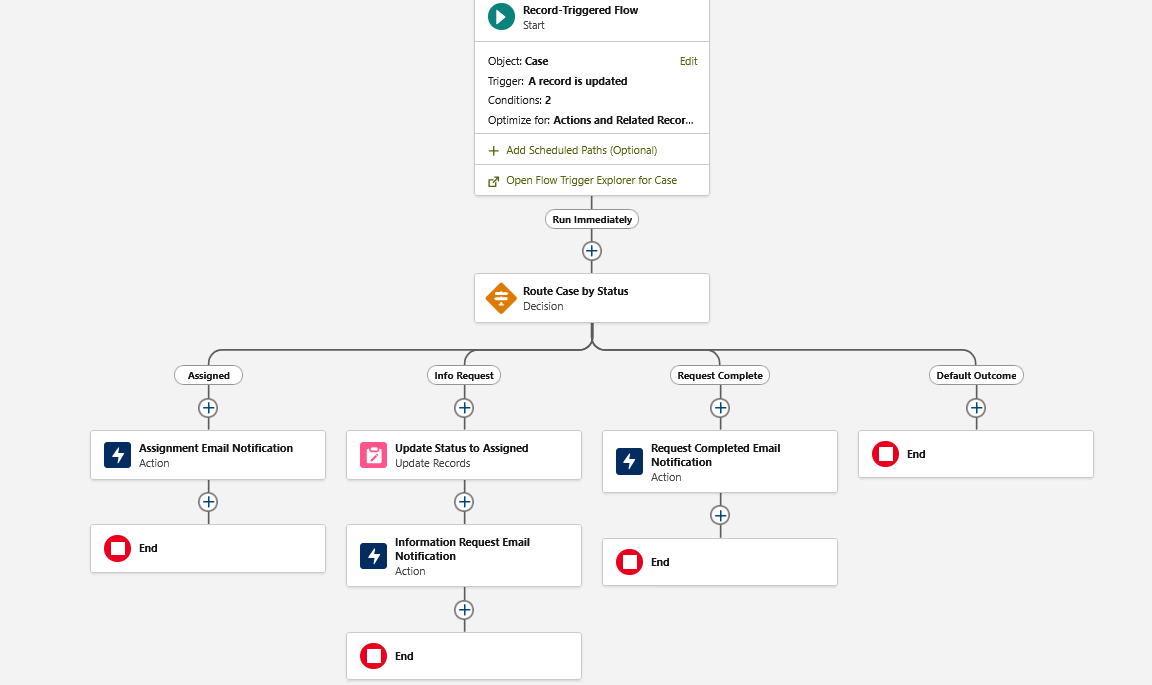 Record-Triggered Flow
Start
Object: Case
Edit
Trigger: A record is updated
Conditions: 2
Optimize for: Actions and Related Recor...
Add Scheduled Paths (Optional)
Open Flow Trigger Explorer for Case
Run Immediately
Route Case by Status
Decision
Assigned
Info Request
Request Complete
Default Outcome
Assignment Email Notification
Action
Update Status to Assigned
Update Records
Request Completed Email
Notification
Action
End
End
Information Request Email
Notification
Action
End
End